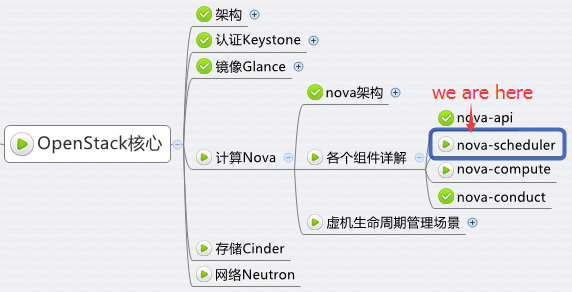 架构
认证Keystone
镜像Glance
we are here
nova架构
nova-api
OpenStack核心
nova-scheduler
计算Nova
各个组件详解
nova-compute
nova-conduct
虚机生命周期管理场景
存储Cinder
网络Neutron